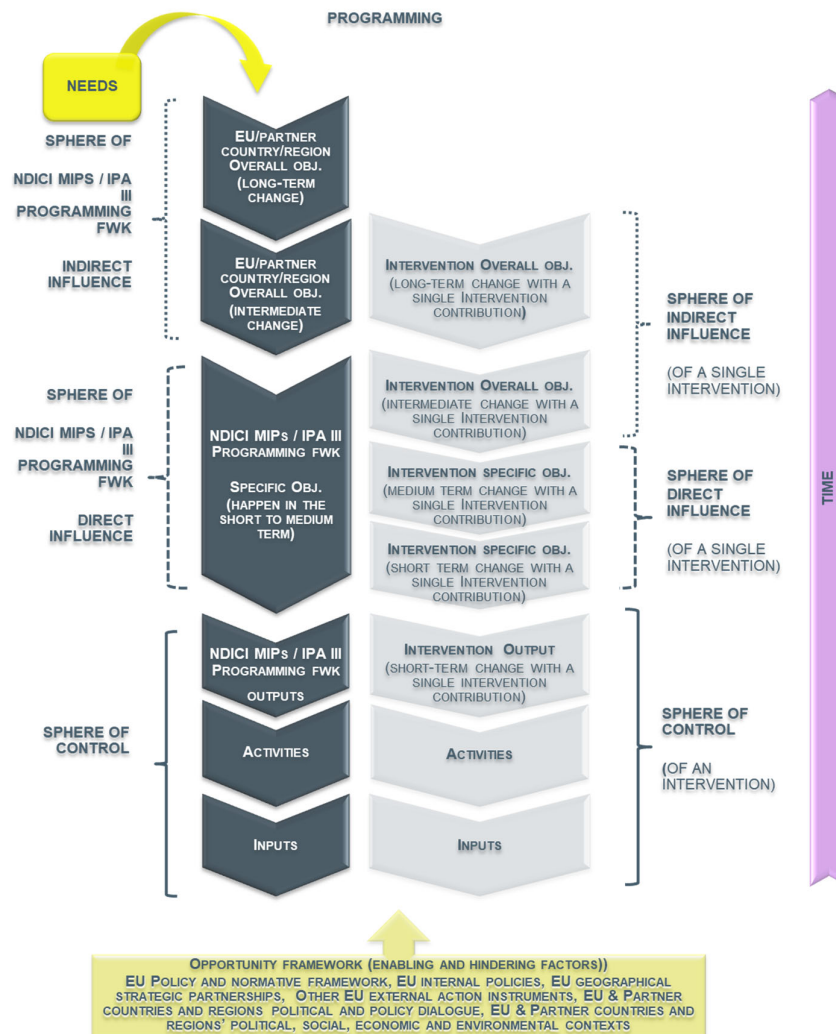 PROGRAMMING
NEEDS
SPHERE OF
NDICI MIPS / IPA
III
PROGRAMMING
FWK
INDIRECT
INFLUENCE
EU/PARTNER
COUNTRY/REGION
OVERALL OBJ.
(LONG-TERM
CHANGE)
EU/PARTNER
COUNTRY/REGION
OVERALL OBJ.
(INTERMEDIATE
CHANGE)
INTERVENTION OVERALL OBJ.
(LONG-TERM CHANGE WITH A
SINGLE INTERVENTION
CONTRIBUTION)
SPHERE OF
INDIRECT
INFLUENCE
(OF A SINGLE
INTERVENTION)
SPHERE OF
NDICI MIPS / IPA
III
PROGRAMMING
FWK
DIRECT
INFLUENCE
NDICI MIPs / IPA III
PROGRAMMING FWK
SPECIFIC OBJ.
(HAPPEN IN THE
SHORT TO MEDIUM
TERM)
INTERVENTION OVERALL OBJ.
(INTERMEDIATE CHANGE WITH A
SINGLE INTERVENTION
CONTRIBUTION)
INTERVENTION SPECIFIC OBJ.
(MEDIUM TERM CHANGE WITH A
SINGLE INTERVENTION
CONTRIBUTION)
INTERVENTION SPECIFIC OBJ.
(SHORT TERM CHANGE WITH A
SINGLE INTERVENTION
CONTRIBUTION)
SPHERE OF
DIRECT
INFLUENCE
(OF A SINGLE
INTERVENTION)
TIME
SPHERE OF
CONTROL
NDICI MIPs / IPA III
PROGRAMMING FWK
OUTPUTS
ACTIVITIES
INPUTS
INTERVENTION OUTPUT
(SHORT-TERM CHANGE WITH A
SINGLE INTERVENTION
CONTRIBUTION)
ACTIVITIES
INPUTS
SPHERE OF
CONTROL
(OF AN
INTERVENTION)
OPPORTUNITY FRAMEWORK (ENABLING AND HINDERING FACTORS))
EU POLICY AND NORMATIVE FRAMEWORK, EU INTERNAL POLICIES, EU GEOGRAPHICAL
STRATEGIC PARTNERSHIPS, OTHER EU EXTERNAL ACTION INSTRUMENTS, EU & PARTNER
COUNTRIES AND REGIONS POLITICAL AND POLICY DIALOGUE, EU & PARTNER COUNTRIES AND
REGIONS' POLITICAL, SOCIAL, ECONOMIC AND ENVIRONMENTAL CONTEXTS